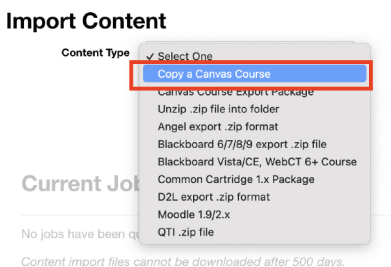 Import Content
Content Type
✓ Select One
Copy a Canvas Course
Canvas Course Export Package
Unzip .zip file into folder
Angel export .zip format
Blackboard 6/7/8/9 export .zip file
Blackboard Vista/CE, WebCT 6+ Course
Common Cartridge 1.x Package
D2L export .zip format
Moodle 1.9/2.x
QTI .zip file
Current
No jobs have been
Content import files cannot be downloaded after 500 days.